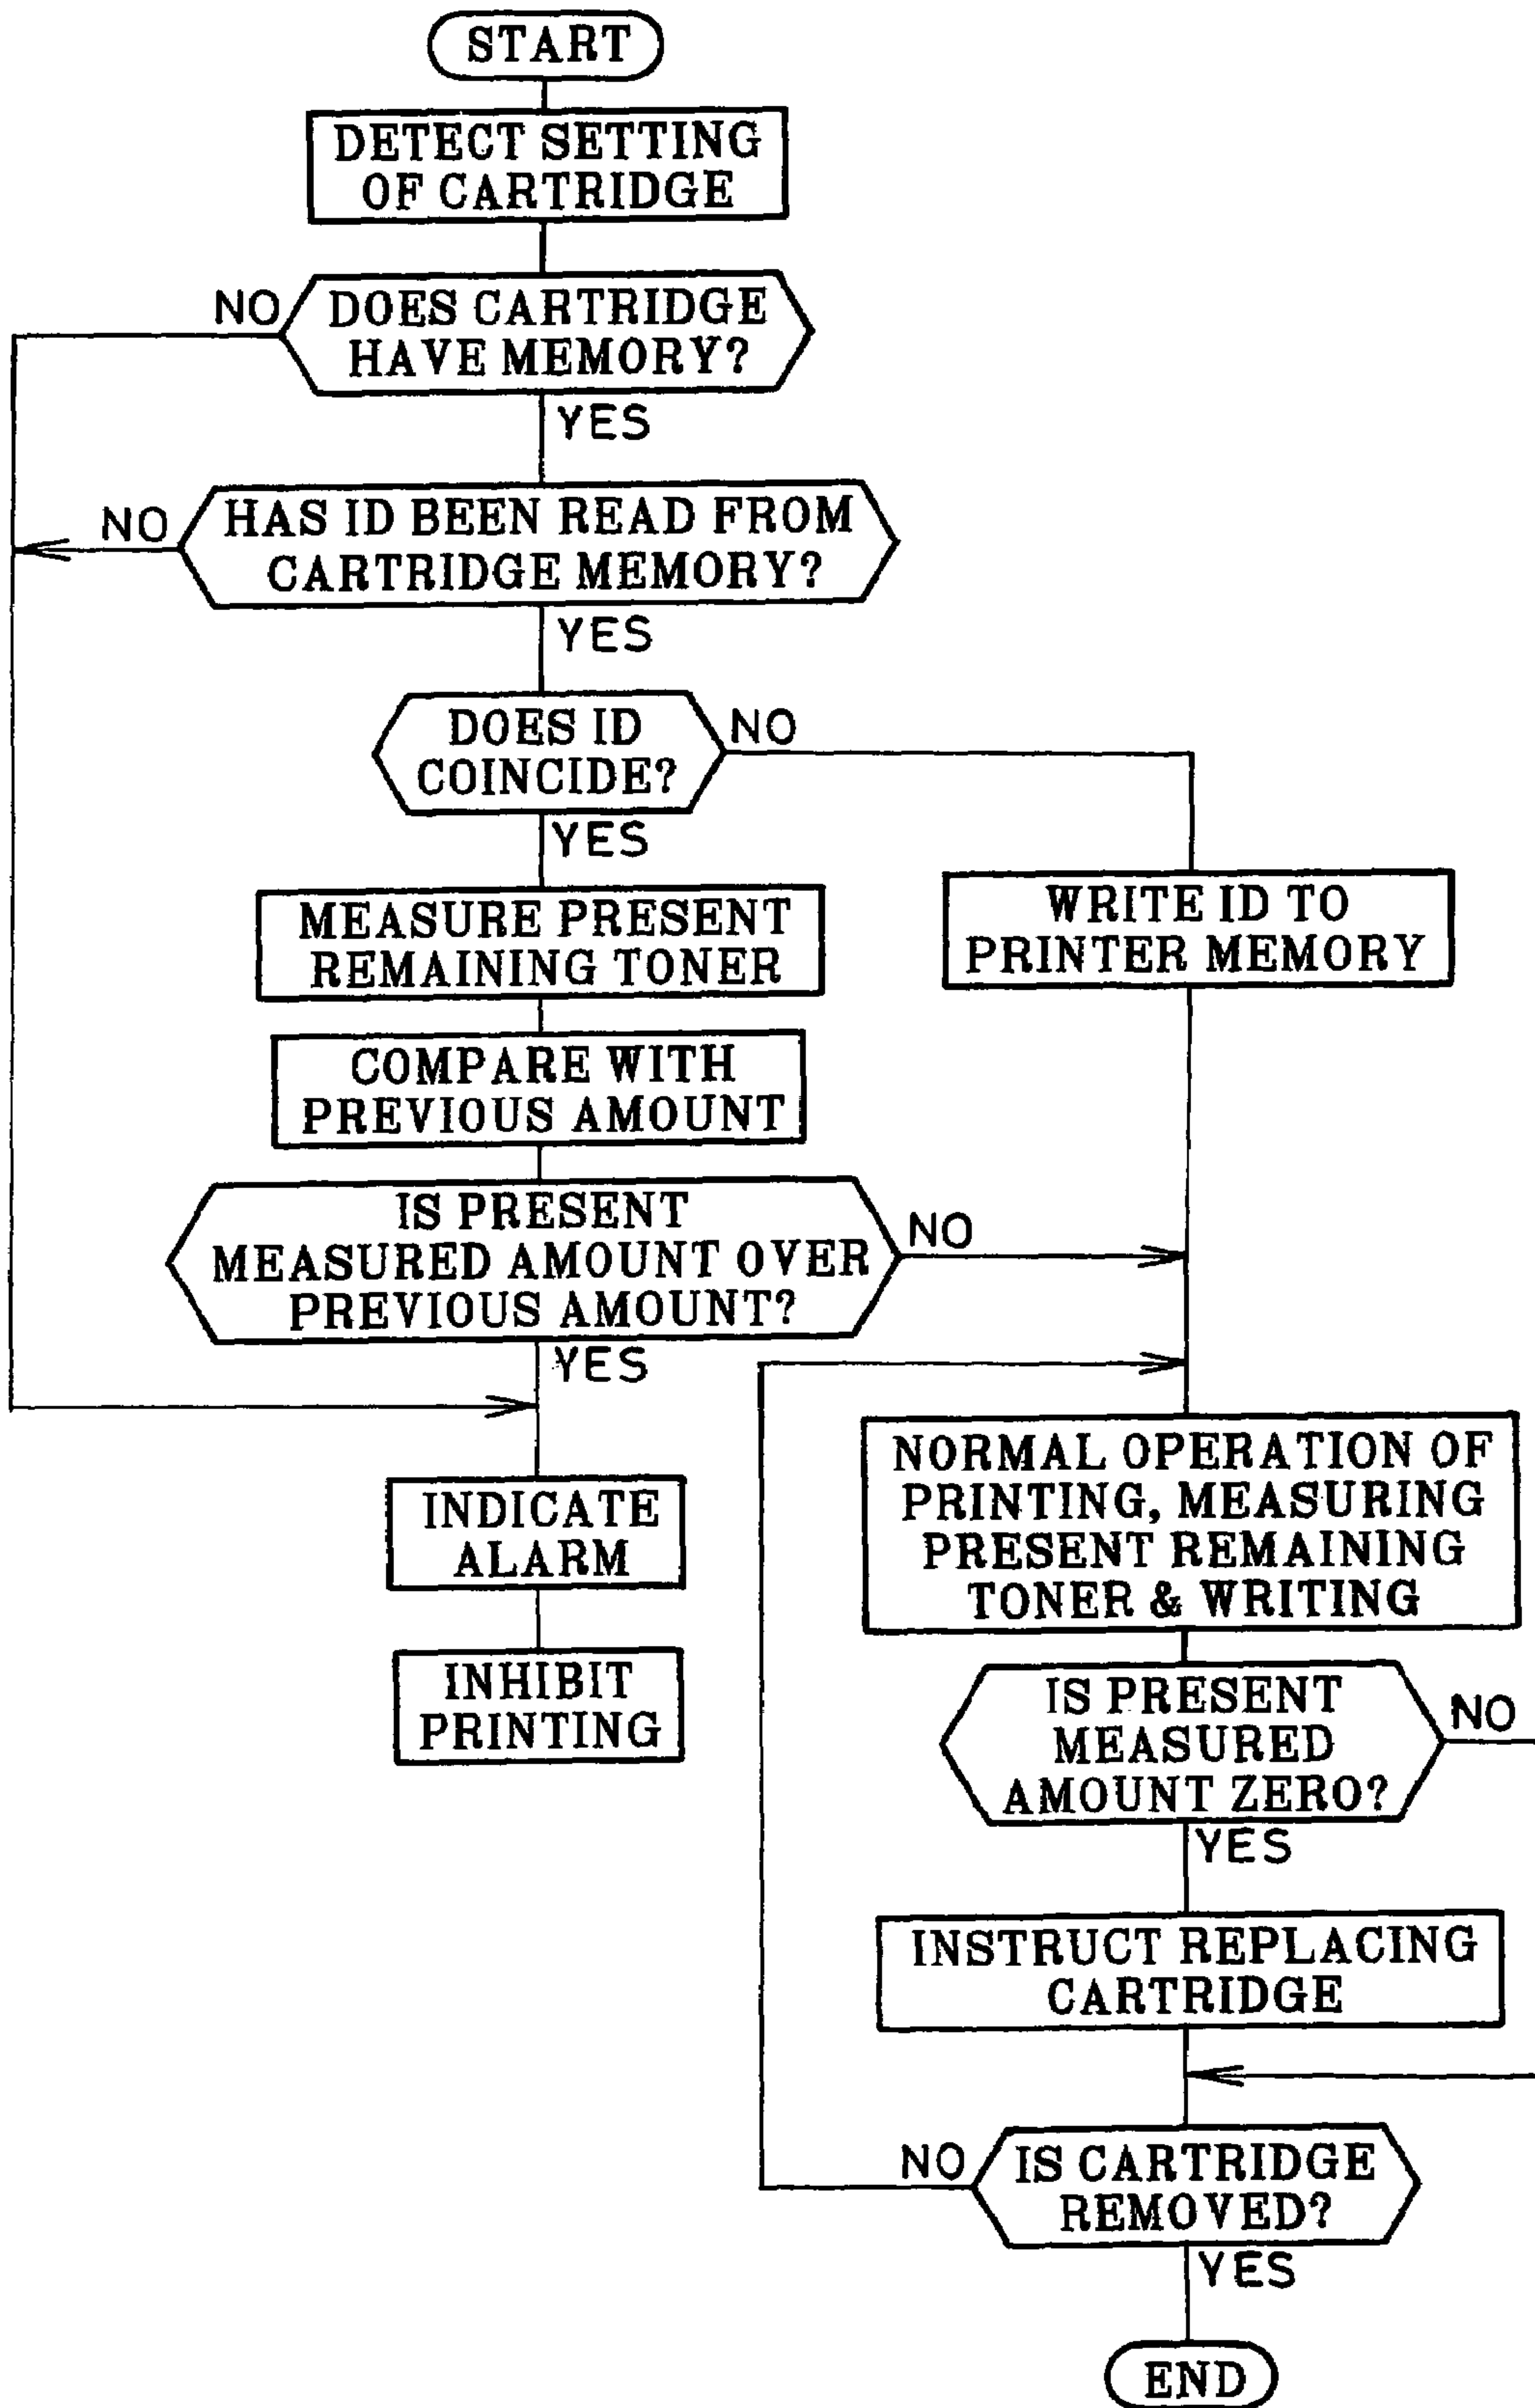 START
DETECT SETTING
OF CARTRIDGE
NO
DOES CARTRIDGE
HAVE MEMORY?
YES
NO
HAS ID BEEN READ FROM
CARTRIDGE MEMORY?
YES
DOES ID
COINCIDE?
NO
YES
MEASURE PRESENT
REMAINING TONER
WRITE ID TO
PRINTER MEMORY
COMPARE WITH
PREVIOUS AMOUNT
IS PRESENT
MEASURED AMOUNT OVER
PREVIOUS AMOUNT?
NO
YES
INDICATE
ALARM
INHIBIT
PRINTING
NORMAL OPERATION OF
PRINTING, MEASURING
PRESENT REMAINING
TONER & WRITING
IS PRESENT
MEASURED
AMOUNT ZERO?
NO
YES
INSTRUCT REPLACING
CARTRIDGE
NO
IS CARTRIDGE
REMOVED?
YES
END